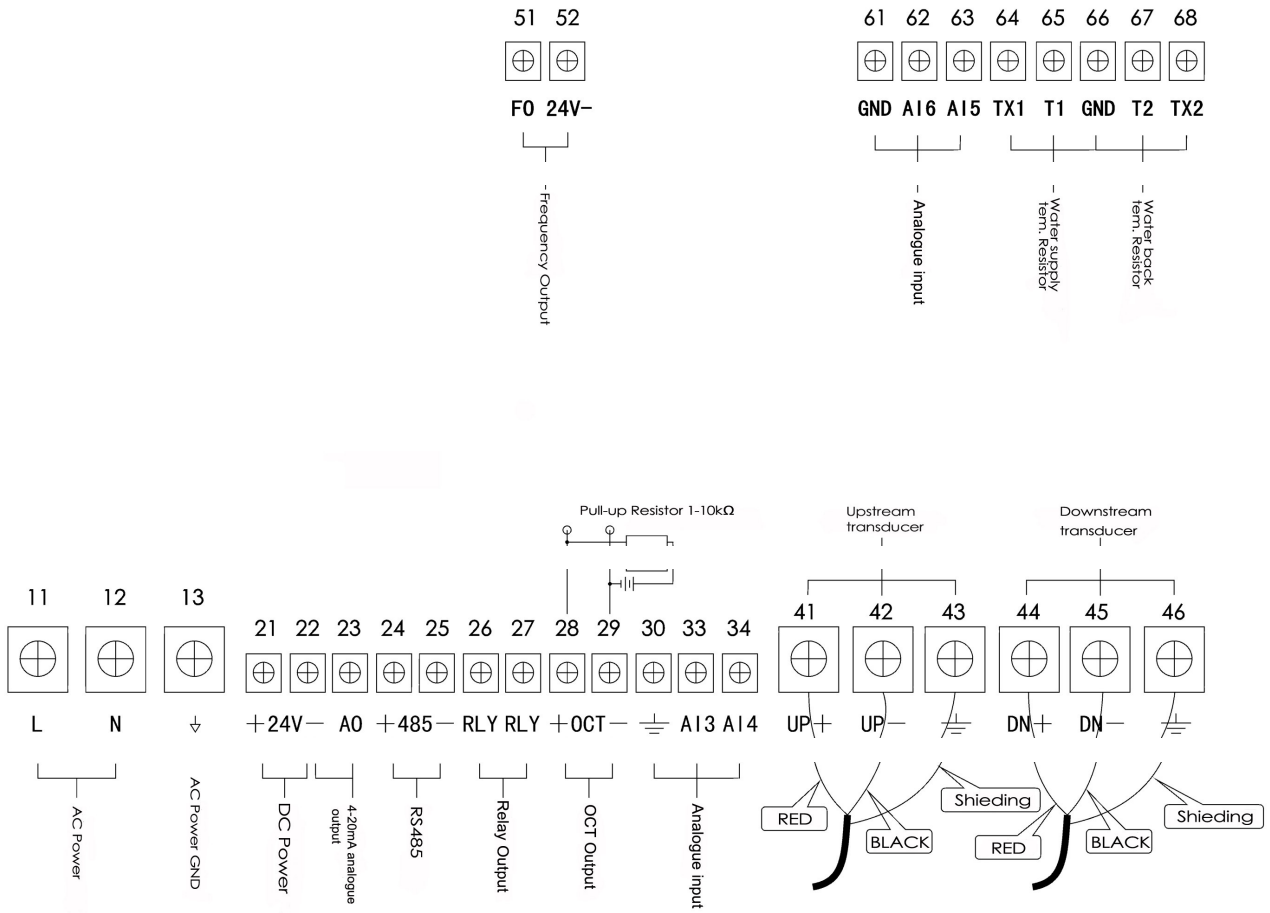 51 52
61 62 63 64 65 66 67 68
FO 24V-
GND AI6 AI5 TX1 T1 GND T2 TX2
Frequency Output
Analogue input
Water supply
tem. Resistor
Water back
tem. Resistor
Pull-up Resistor 1-10kΩ
Upstream
transducer
Downstream
transducer
11 12 13
21 22 23 24 25 26 27 28 29 30 33 34
41 42 43 44 45 46
L N
+24V- AO +485- RLY RLY +OCT- AI3 AI4
UP+ UP- DN+ DN-
AC Power
AC Power GND
DC Power
4-20mA analogue
output
RS485
Relay Output
OCT Output
Analogue input
RED
BLACK
Shieding
RED
BLACK
Shieding